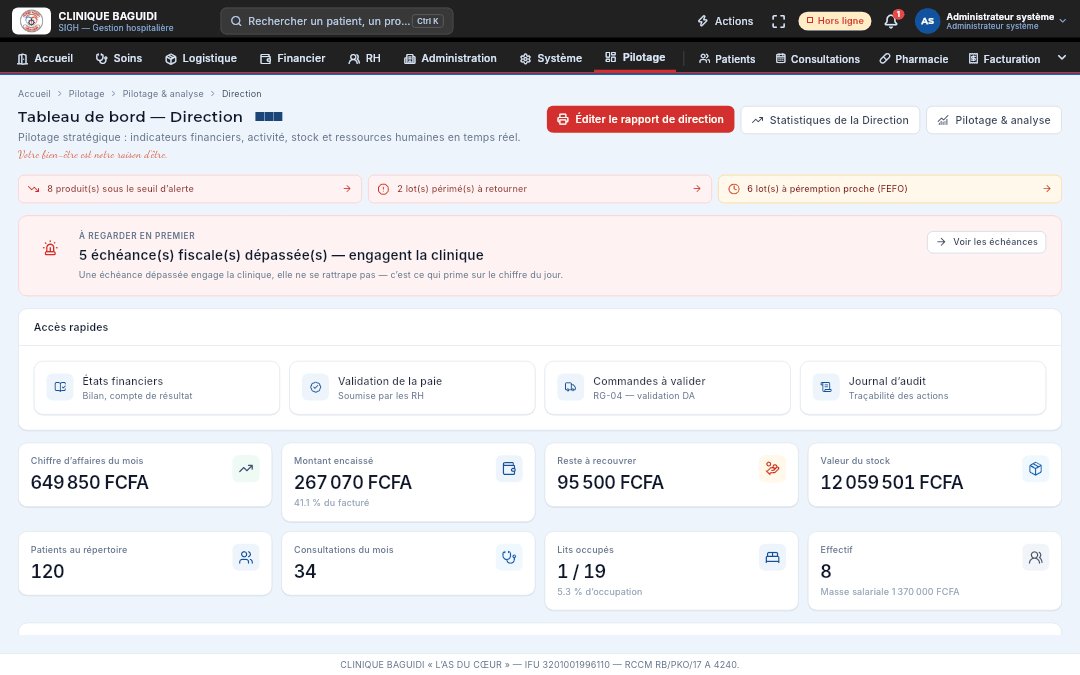 CLINIQUE BAGUIDI
SIGH — Gestion hospitalière
Rechercher un patient, un pro... Ctrl K
Actions
Hors ligne
1
AS
Administrateur système
Administrateur système
Accueil Soins Logistique Financier RH Administration Système Pilotage Patients Consultations Pharmacie Facturation
Accueil > Pilotage > Pilotage & analyse > Direction
Tableau de bord — Direction
Pilotage stratégique : indicateurs financiers, activité, stock et ressources humaines en temps réel.
Votre bien-être est notre raison d'être.
Éditer le rapport de direction
Statistiques de la Direction
Pilotage & analyse
8 produit(s) sous le seuil d'alerte
2 lot(s) périmé(s) à retourner
6 lot(s) à péremption proche (FEFO)
À REGARDER EN PREMIER
5 échéance(s) fiscale(s) dépassée(s) — engagent la clinique
Une échéance dépassée engage la clinique, elle ne se rattrape pas — c'est ce qui prime sur le chiffre du jour.
Voir les échéances
Accès rapides
États financiers
Bilan, compte de résultat
Validation de la paie
Soumise par les RH
Commandes à valider
RG-04 — validation DA
Journal d'audit
Traçabilité des actions
Chiffre d'affaires du mois
649 850 FCFA
Montant encaissé
267 070 FCFA
41.1 % du facturé
Reste à recouvrer
95 500 FCFA
Valeur du stock
12 059 501 FCFA
Patients au répertoire
120
Consultations du mois
34
Lits occupés
1 / 19
5.3 % d'occupation
Effectif
8
Masse salariale 1 370 000 FCFA
CLINIQUE BAGUIDI « L'AS DU CŒUR » — IFU 3201001996110 — RCCM RB/PKO/17 A 4240.